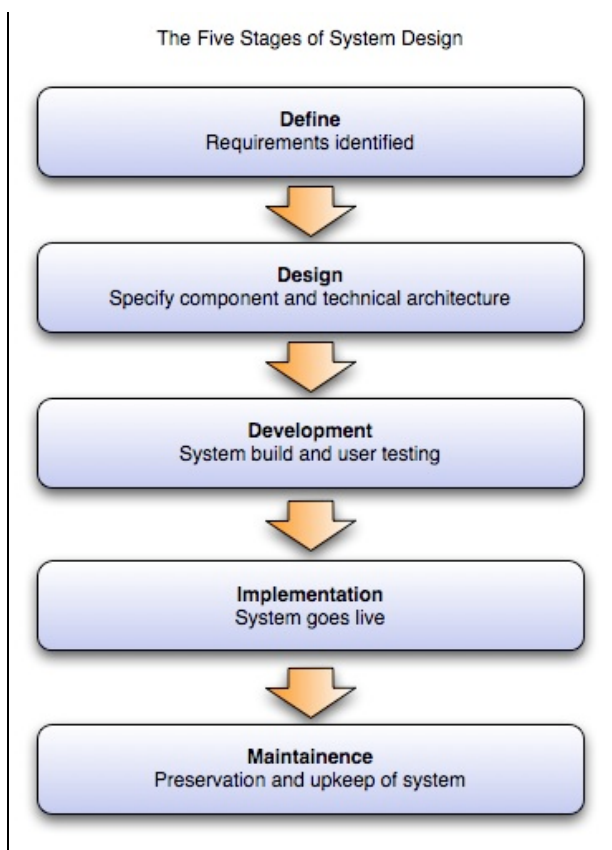 The Five Stages of System Design
Define
Requirements identified
Design
Specify component and technical architecture
Development
System build and user testing
Implementation
System goes live
Maintainence
Preservation and upkeep of system